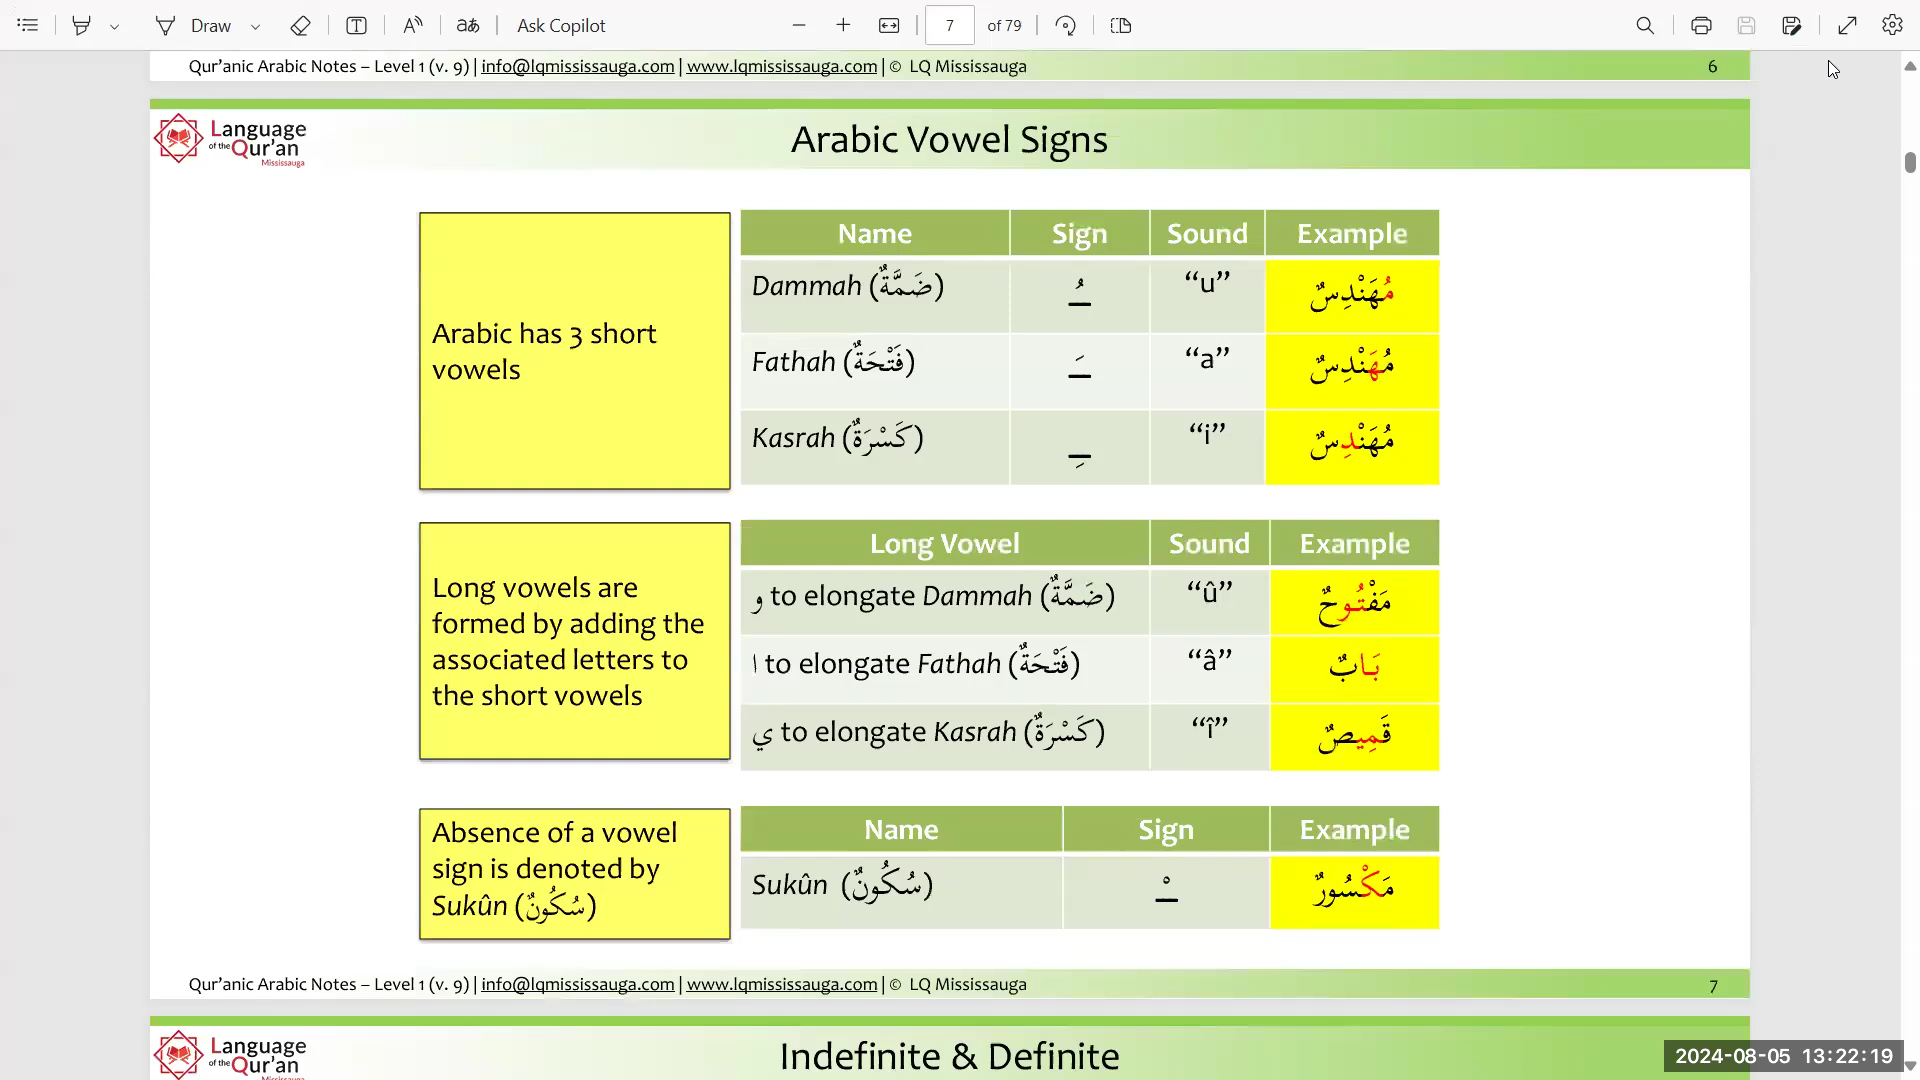 Draw
aあ
Ask Copilot
7 of 79
Qur’anic Arabic Notes – Level 1 (v. 9) | info@lqmississauga.com | www.lqmississauga.com | © LQ Mississauga 6
Language
of the Qur’an
Mississauga
Arabic Vowel Signs
Arabic has 3 short
vowels
Name Sign Sound Example
Dammah (ضَمَّةٌ) ـُ “u” مُهَنْدِسٌ
Fathah (فَتْحَةٌ) ـَ “a” مُهَنْدِسٌ
Kasrah (كَسْرَةٌ) ـِ “i” مُهَنْدِسٌ
Long vowels are
formed by adding the
associated letters to
the short vowels
Long Vowel Sound Example
و to elongate Dammah (ضَمَّةٌ) “û” مَفْتُوحٌ
ا to elongate Fathah (فَتْحَةٌ) “â” بَابٌ
ي to elongate Kasrah (كَسْرَةٌ) “î” قَمِيصٌ
Absence of a vowel
sign is denoted by
Sukûn (سُكُونٌ)
Name Sign Example
Sukûn (سُكُونٌ) ـْ مَكْسُورٌ
Qur’anic Arabic Notes – Level 1 (v. 9) | info@lqmississauga.com | www.lqmississauga.com | © LQ Mississauga 7
Language
of the Qur’an
Mississauga
Indefinite & Definite
2024-08-05 13:22:19